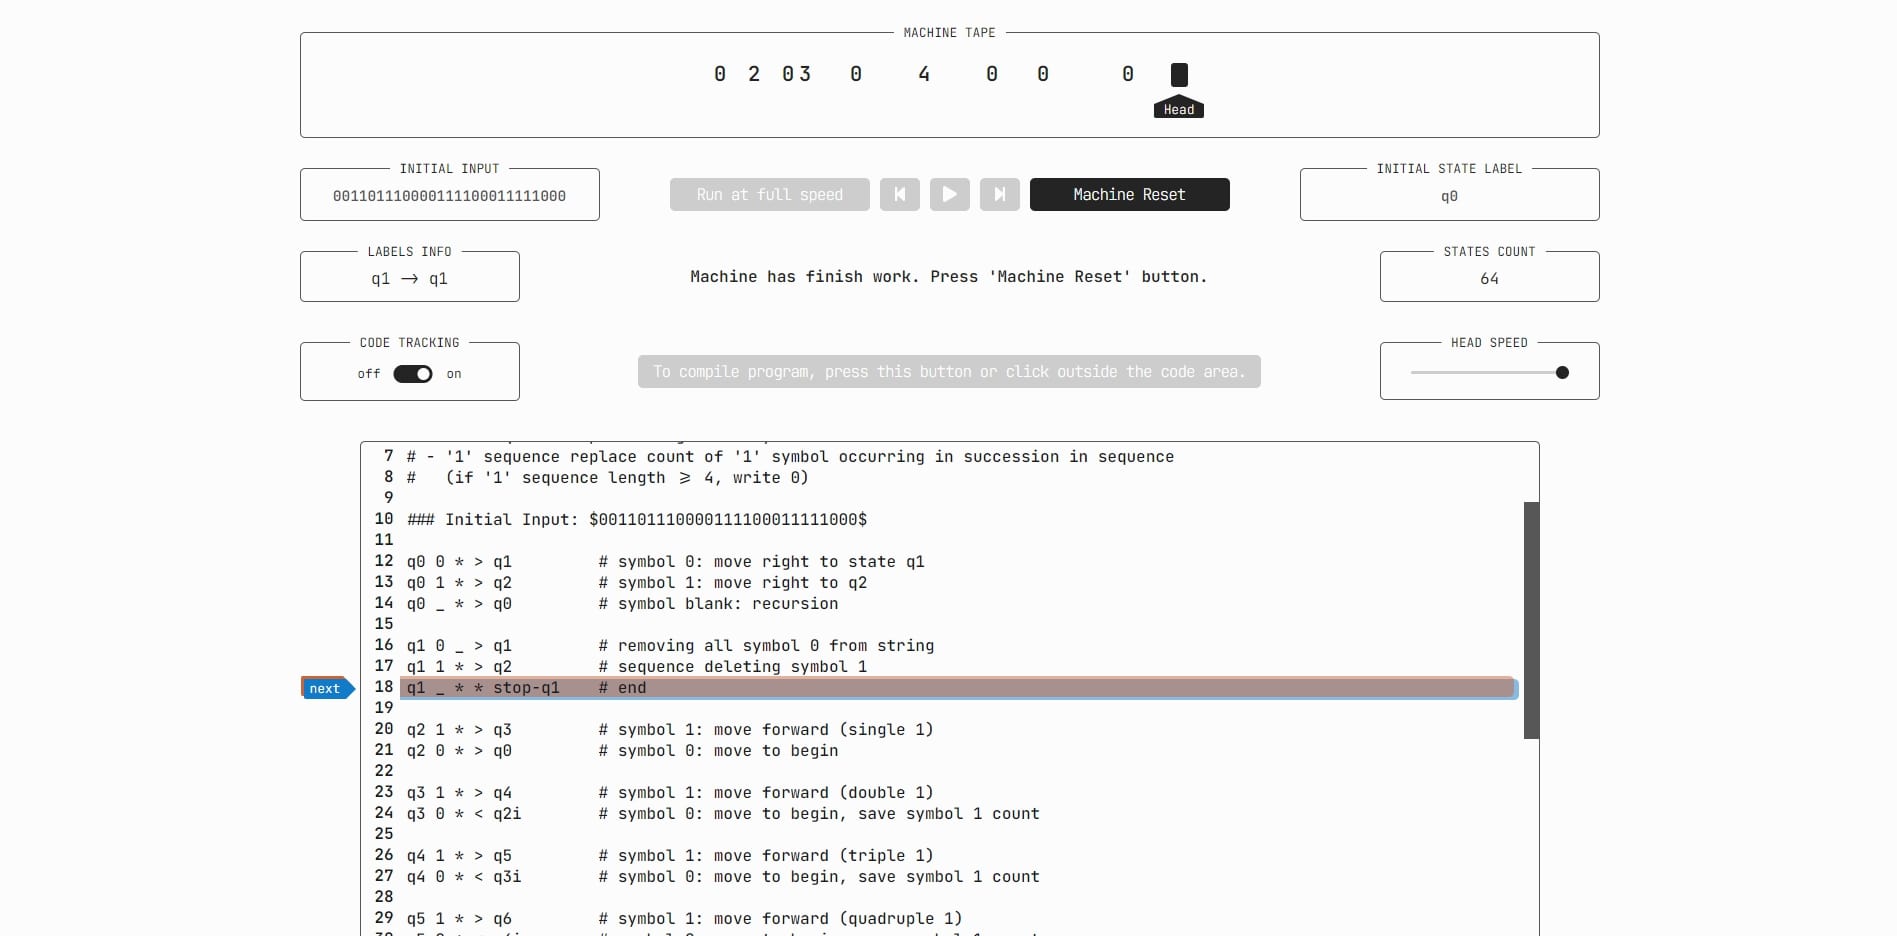 MACHINE TAPE
0 2 03 0 4 0 0 0
Head
INITIAL INPUT
001101110000111100011111000
Run at full speed
Machine Reset
INITIAL STATE LABEL
q0
LABELS INFO
q1 → q1
Machine has finish work. Press 'Machine Reset' button.
STATES COUNT
64
CODE TRACKING
off on
To compile program, press this button or click outside the code area.
HEAD SPEED
7 # - '1' sequence replace count of '1' symbol occurring in succession in sequence
8 # (if '1' sequence length ⩾ 4, write 0)
9
10 ### Initial Input: $001101110000111100011111000$
11
12 q0 0 * > q1 # symbol 0: move right to state q1
13 q0 1 * > q2 # symbol 1: move right to q2
14 q0 _ * > q0 # symbol blank: recursion
15
16 q1 0 _ > q1 # removing all symbol 0 from string
17 q1 1 * > q2 # sequence deleting symbol 1
next 18 q1 _ * * stop-q1 # end
19
20 q2 1 * > q3 # symbol 1: move forward (single 1)
21 q2 0 * > q0 # symbol 0: move to begin
22
23 q3 1 * > q4 # symbol 1: move forward (double 1)
24 q3 0 * < q2i # symbol 0: move to begin, save symbol 1 count
25
26 q4 1 * > q5 # symbol 1: move forward (triple 1)
27 q4 0 * < q3i # symbol 0: move to begin, save symbol 1 count
28
29 q5 1 * > q6 # symbol 1: move forward (quadruple 1)